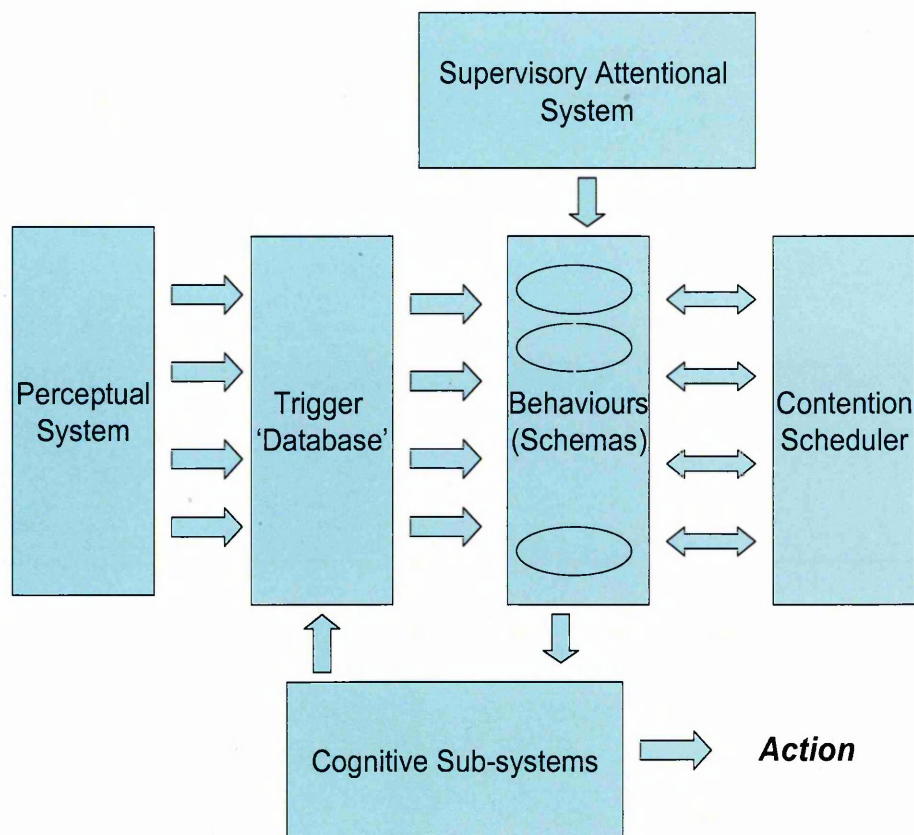 Supervisory Attentional
System
Perceptual
System
Trigger
‘Database’
Behaviours
(Schemas)
Contention
Scheduler
Cognitive Sub-systems
Action